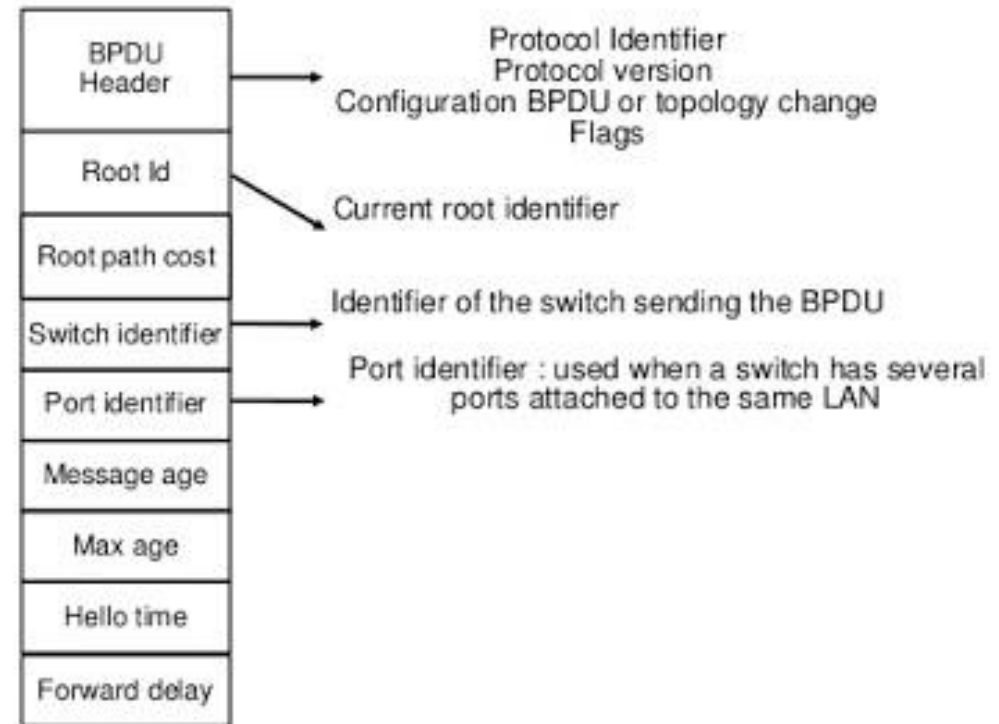 BPDU
Header
Protocol Identifier
Protocol version
Configuration BPDU or topology change
Flags
Root Id
Current root identifier
Root path cost
Identifier of the switch sending the BPDU
Switch identifier
Port identifier : used when a switch has several
ports attached to the same LAN
Port identifier
Message age
Max age
Hello time
Forward delay